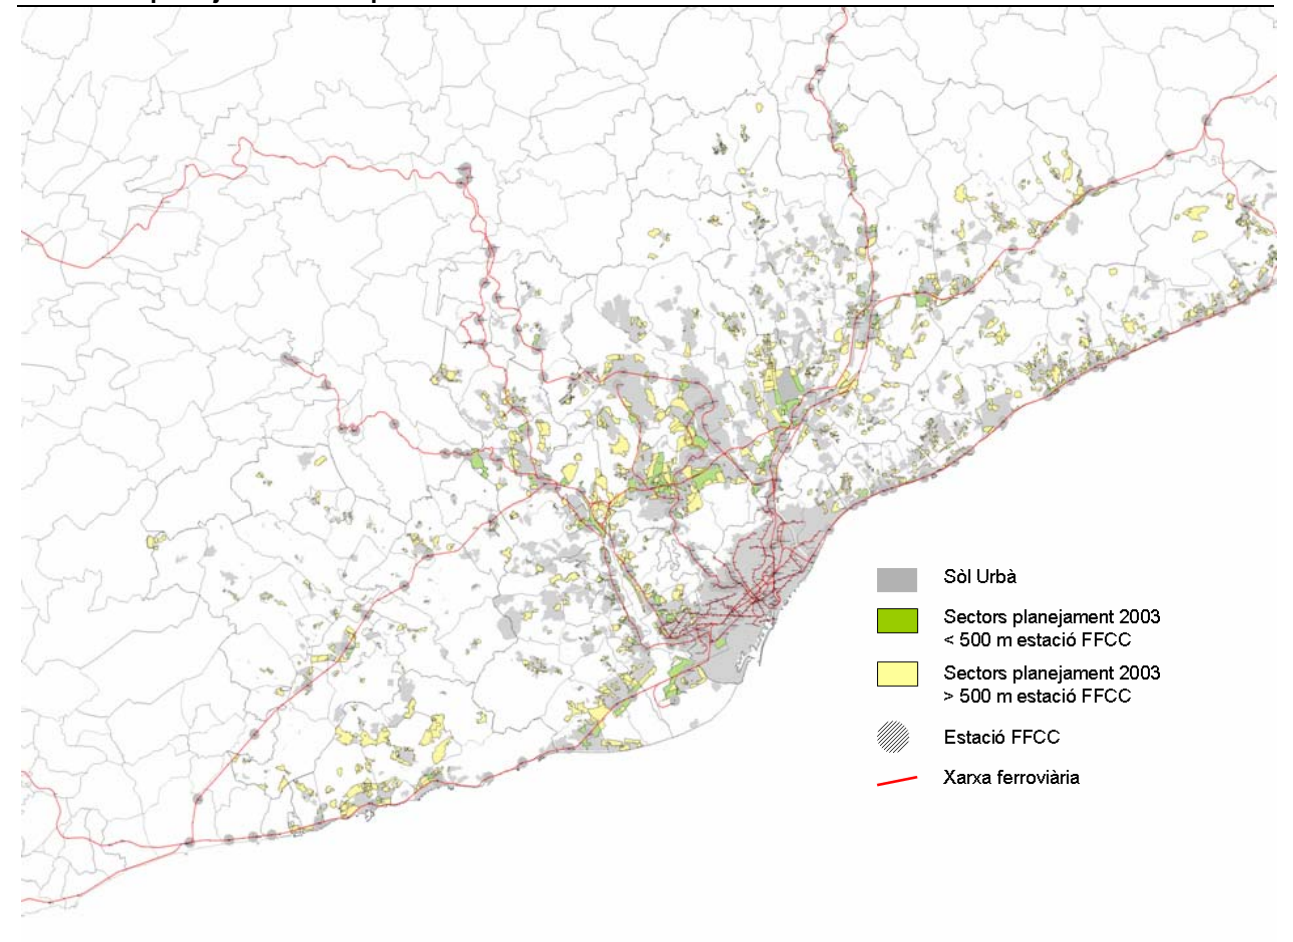 Sòl Urbà
Sectors planejament 2003
< 500 m estació FFCC
Sectors planejament 2003
> 500 m estació FFCC
Estació FFCC
Xarxa ferroviària